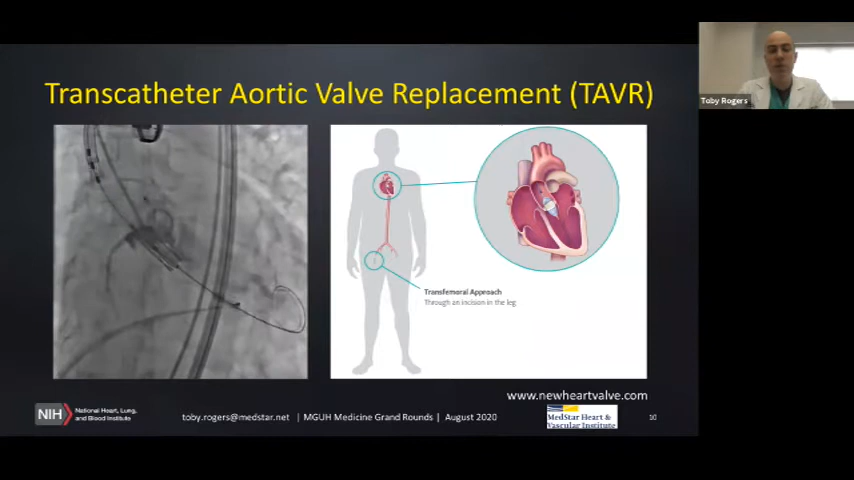 Transcatheter Aortic Valve Replacement (TAVR)
Toby Rogers
Transfemoral Approach
Through an incision in the leg
www.newheartvalve.com
NIH
National Heart, Lung,
and Blood Institute
toby.rogers@medstar.net | MGUH Medicine Grand Rounds | August 2020
MedStar Heart &
Vascular Institute
10